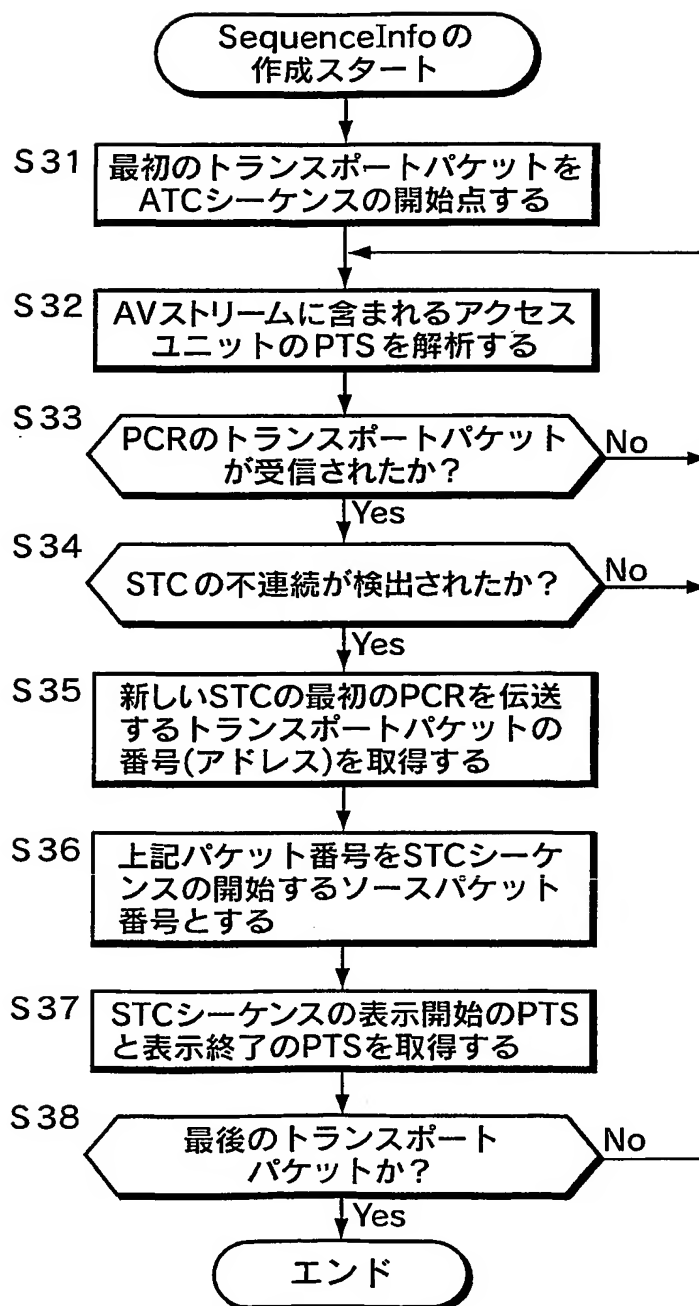 SequenceInfoの
作成スタート
S31
最初のトランスポートパケットを
ATCシーケンスの開始点する
S32
AVストリームに含まれるアクセス
ユニットのPTSを解析する
S33
PCRのトランスポートパケット
が受信されたか？
No
Yes
S34
STCの不連続が検出されたか？
No
Yes
S35
新しいSTCの最初のPCRを伝送
するトランスポートパケットの
番号(アドレス)を取得する
S36
上記パケット番号をSTCシーケ
ンスの開始するソースパケット
番号とする
S37
STCシーケンスの表示開始のPTS
と表示終了のPTSを取得する
S38
最後のトランスポート
パケットか？
No
Yes
エンド